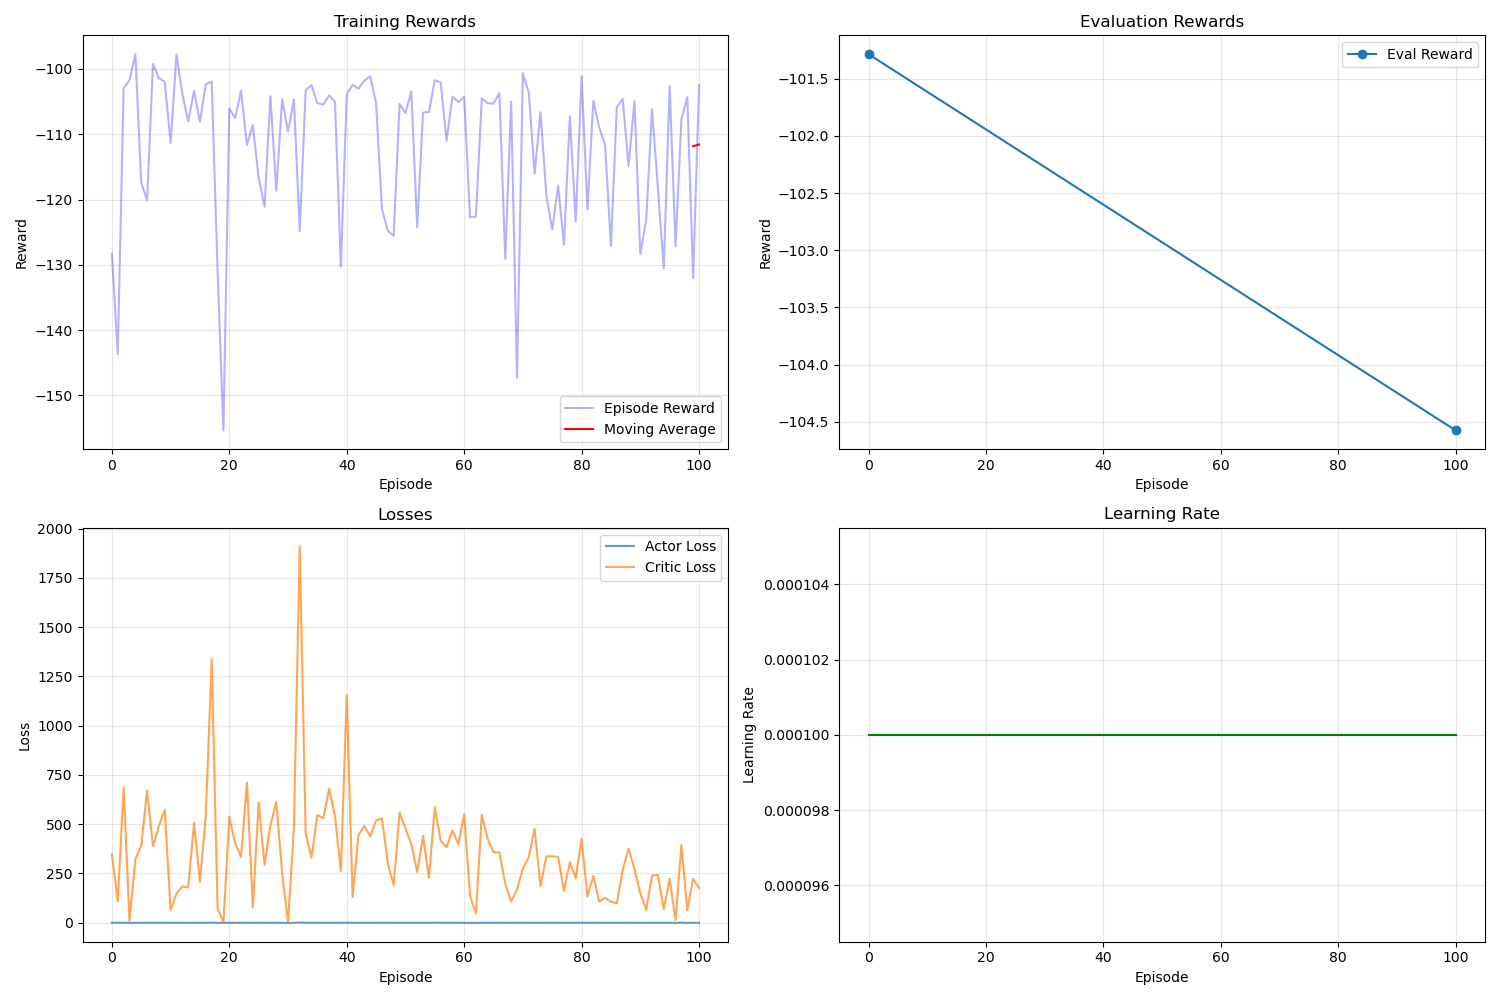 Training Rewards
−100
−110
−120
−130
−140
−150
Reward
0 20 40 60 80 100
Episode
Episode Reward
Moving Average
Evaluation Rewards
−101.5
−102.0
−102.5
−103.0
−103.5
−104.0
−104.5
Reward
0 20 40 60 80 100
Episode
Eval Reward
Losses
2000
1750
1500
1250
1000
750
500
250
0
Loss
0 20 40 60 80 100
Episode
Actor Loss
Critic Loss
Learning Rate
0.000104
0.000102
0.000100
0.000098
0.000096
Learning Rate
0 20 40 60 80 100
Episode